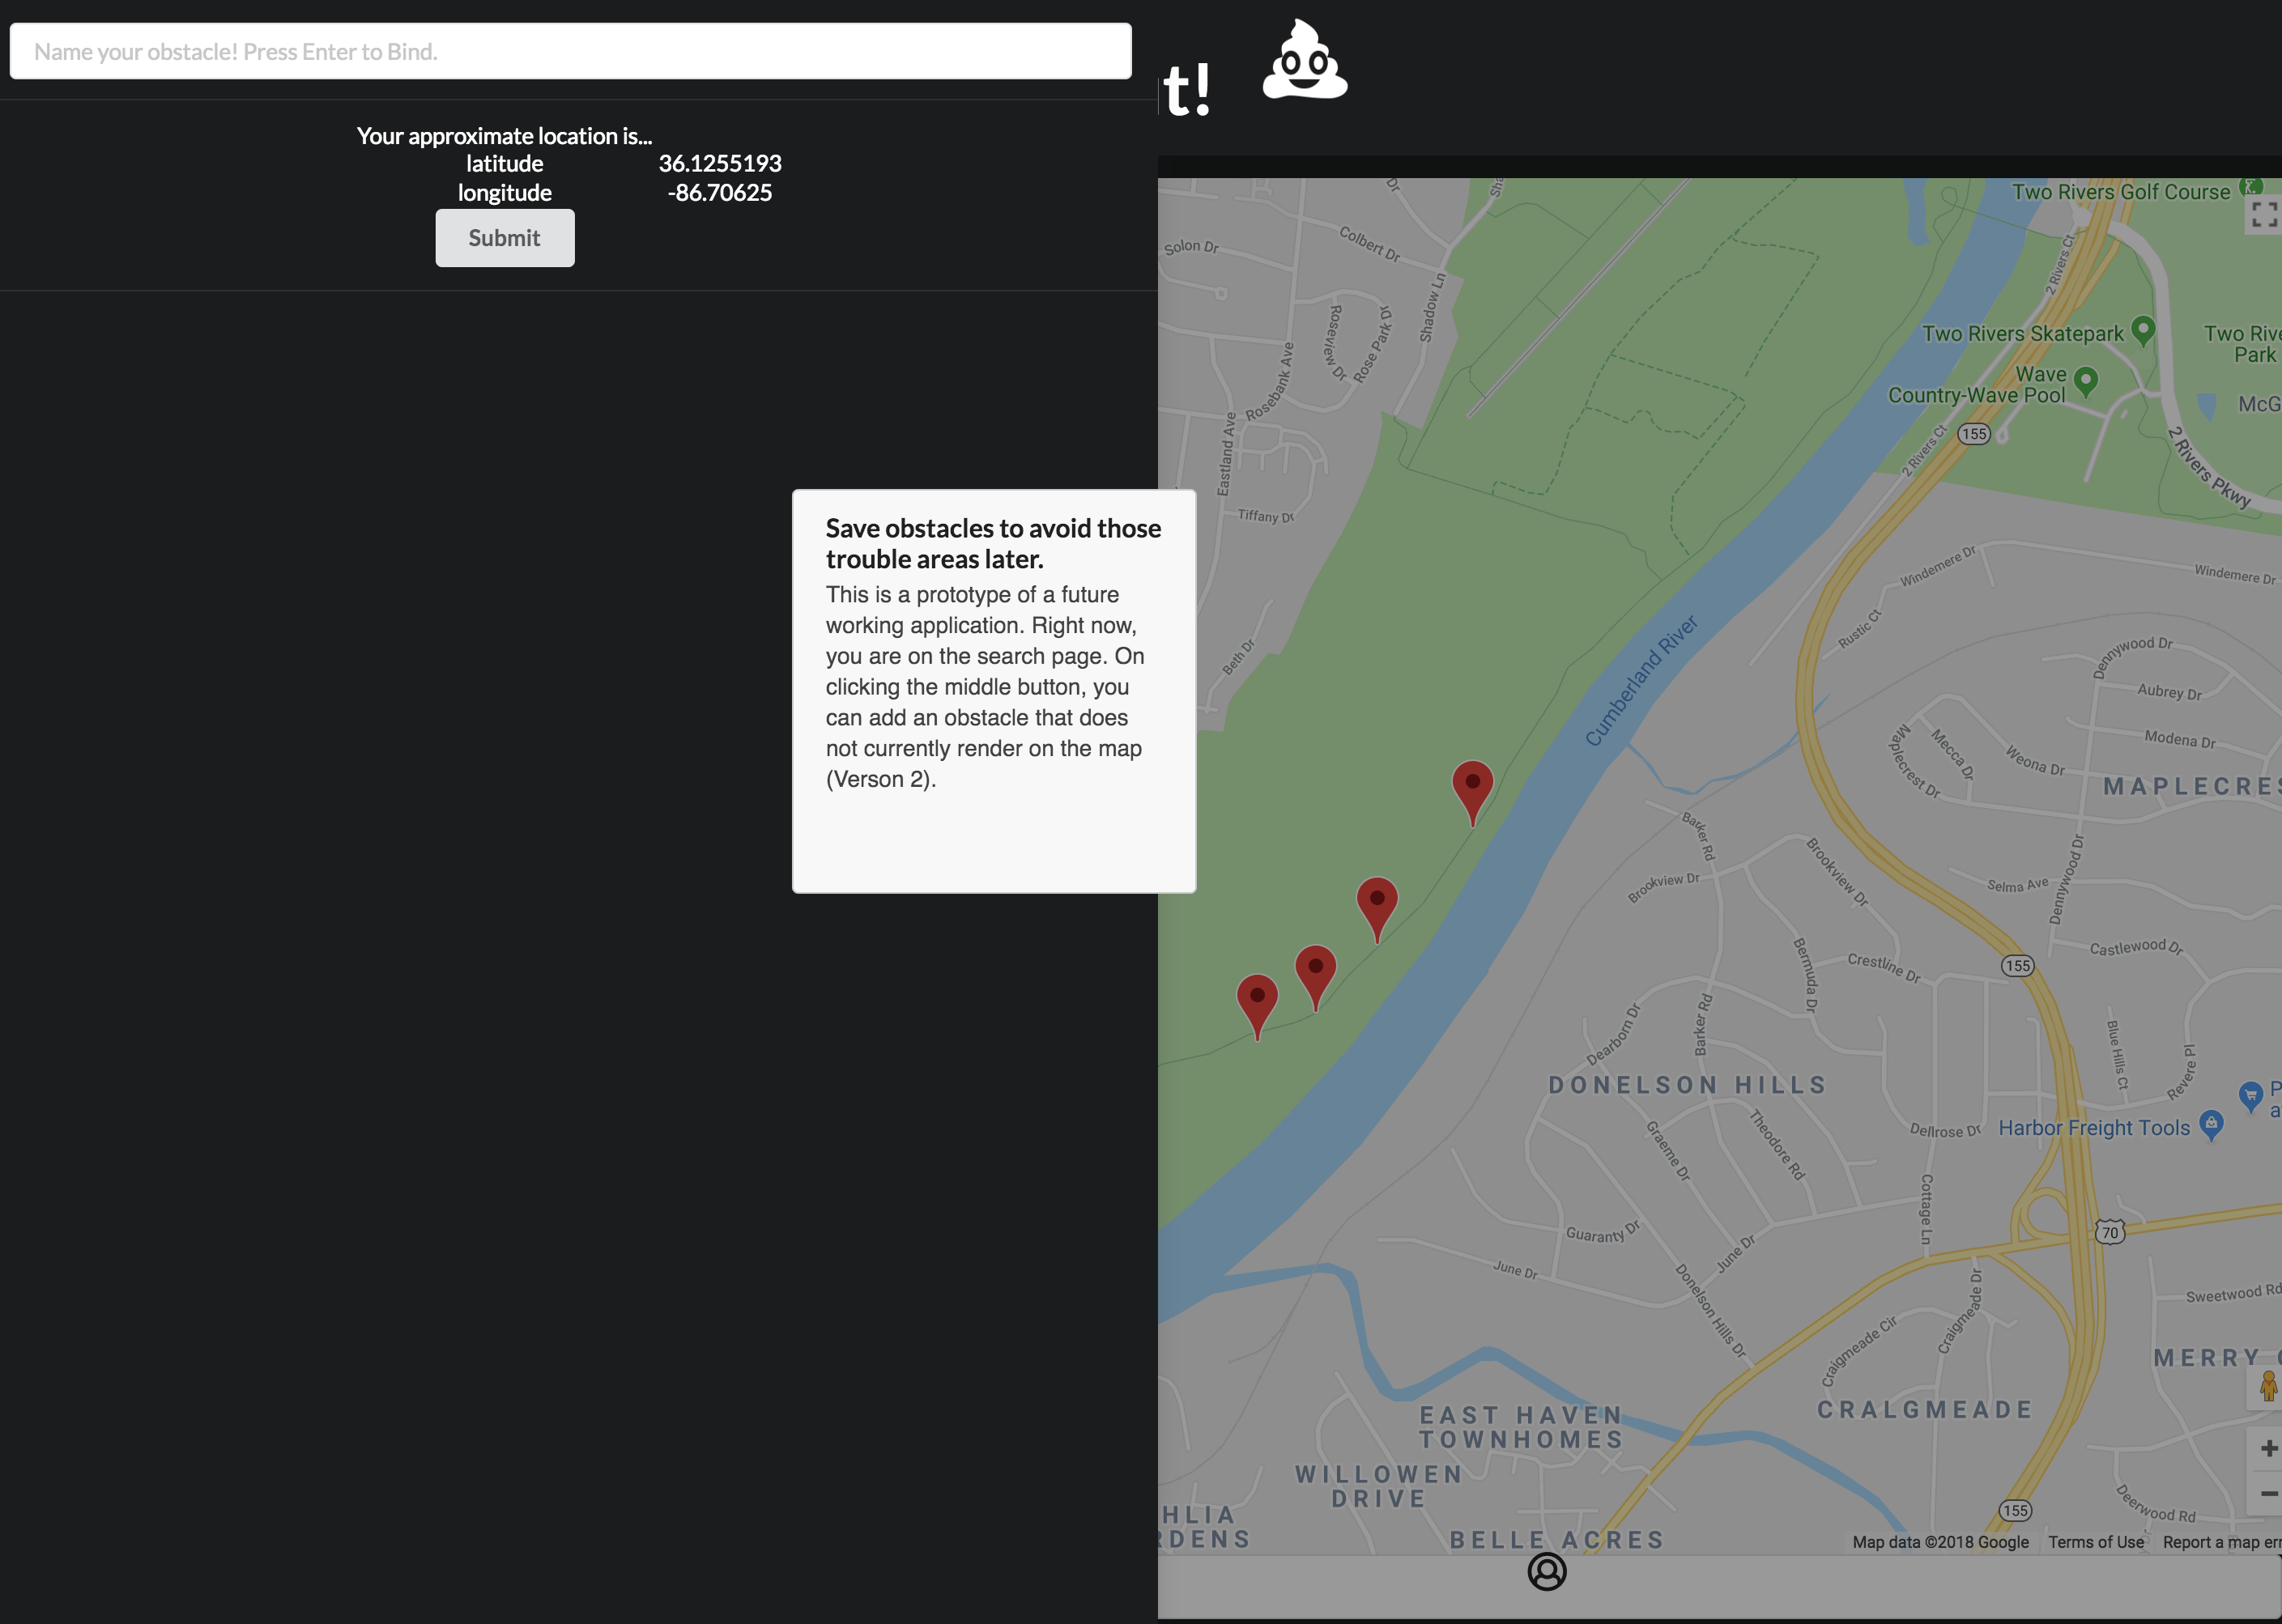 Name your obstacle! Press Enter to Bind.
t!
Your approximate location is...
latitude 36.1255193
longitude -86.70625
Submit
Save obstacles to avoid those
trouble areas later.
This is a prototype of a future
working application. Right now,
you are on the search page. On
clicking the middle button, you
can add an obstacle that does
not currently render on the map
(Verson 2).
Two Rivers Golf Course
Dr
Sha
Solon Dr
Colbert Dr
Shadow Ln
2 Rivers Ct
Roseview Dr
Rose Park Dr
Rosebank Ave
Two Rivers Skatepark
Two Rive
Park
Wave
Country-Wave Pool
McG
155
2 Rivers Ct
2 Rivers Pkwy
Eastland Ave
Tiffany Dr
Windemere Dr
Windemere Dr
Rustic Ct
Beth Dr
Cumberland River
Dennywood Dr
Aubrey Dr
Modena Dr
Mecca Dr
Weona Dr
Maplecrest Dr
MAPLECRES
Barker Rd
Brookview Dr
Brookview Dr
Selma Ave
Dennywood Dr
Castlewood Dr
Bermuda Dr
Crestline Dr
155
Dearborn Dr
Barker Rd
Blue Hills Ct
Revere Pl
DONELSON HILLS
P
a
Harbor Freight Tools
Dellrose Dr
Graeme Dr
Theodore Rd
Cottage Ln
Guaranty Dr
June Dr
June Dr
70
Donelson Hills Dr
Craigmeade Dr
Craigmeade Cir
Sweetwood Rd
MERRY
CRALGMEADE
EAST HAVEN
TOWNHOMES
WILLOWEN
DRIVE
HLIA
RDENS
BELLE ACRES
155
Deerwood Rd
Map data ©2018 Google
Terms of Use
Report a map err